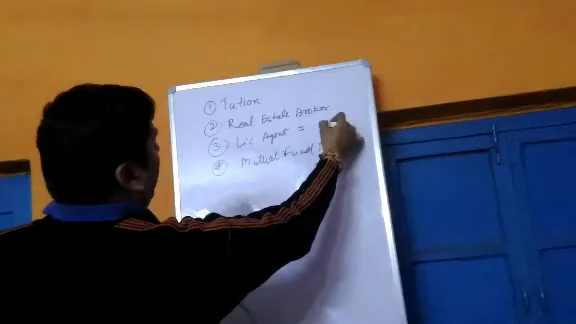 ① Tution
② Real Estate Broker
③ Lic Agent =
④ Mutual Fund